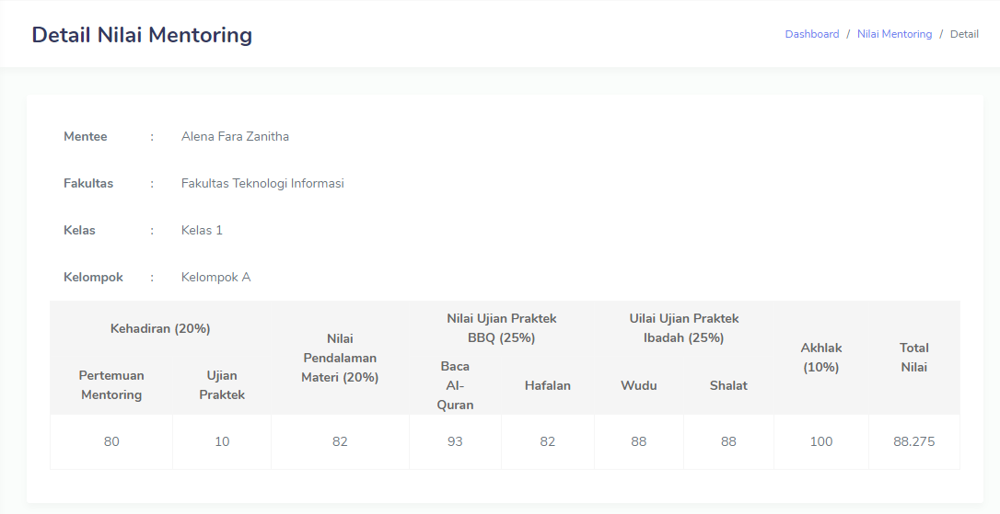 Detail Nilai Mentoring
Dashboard / Nilai Mentoring / Detail
Mentee : Alena Fara Zanitha
Fakultas : Fakultas Teknologi Informasi
Kelas : Kelas 1
Kelompok : Kelompok A
Kehadiran (20%)
Pertemuan
Mentoring
Ujian
Praktek
Nilai
Pendalaman
Materi (20%)
Nilai Ujian Praktek
BBQ (25%)
Baca
Al-
Quran
Hafalan
Uilai Ujian Praktek
Ibadah (25%)
Wudu
Shalat
Akhlak
(10%)
Total
Nilai
80 10 82 93 82 88 88 100 88.275